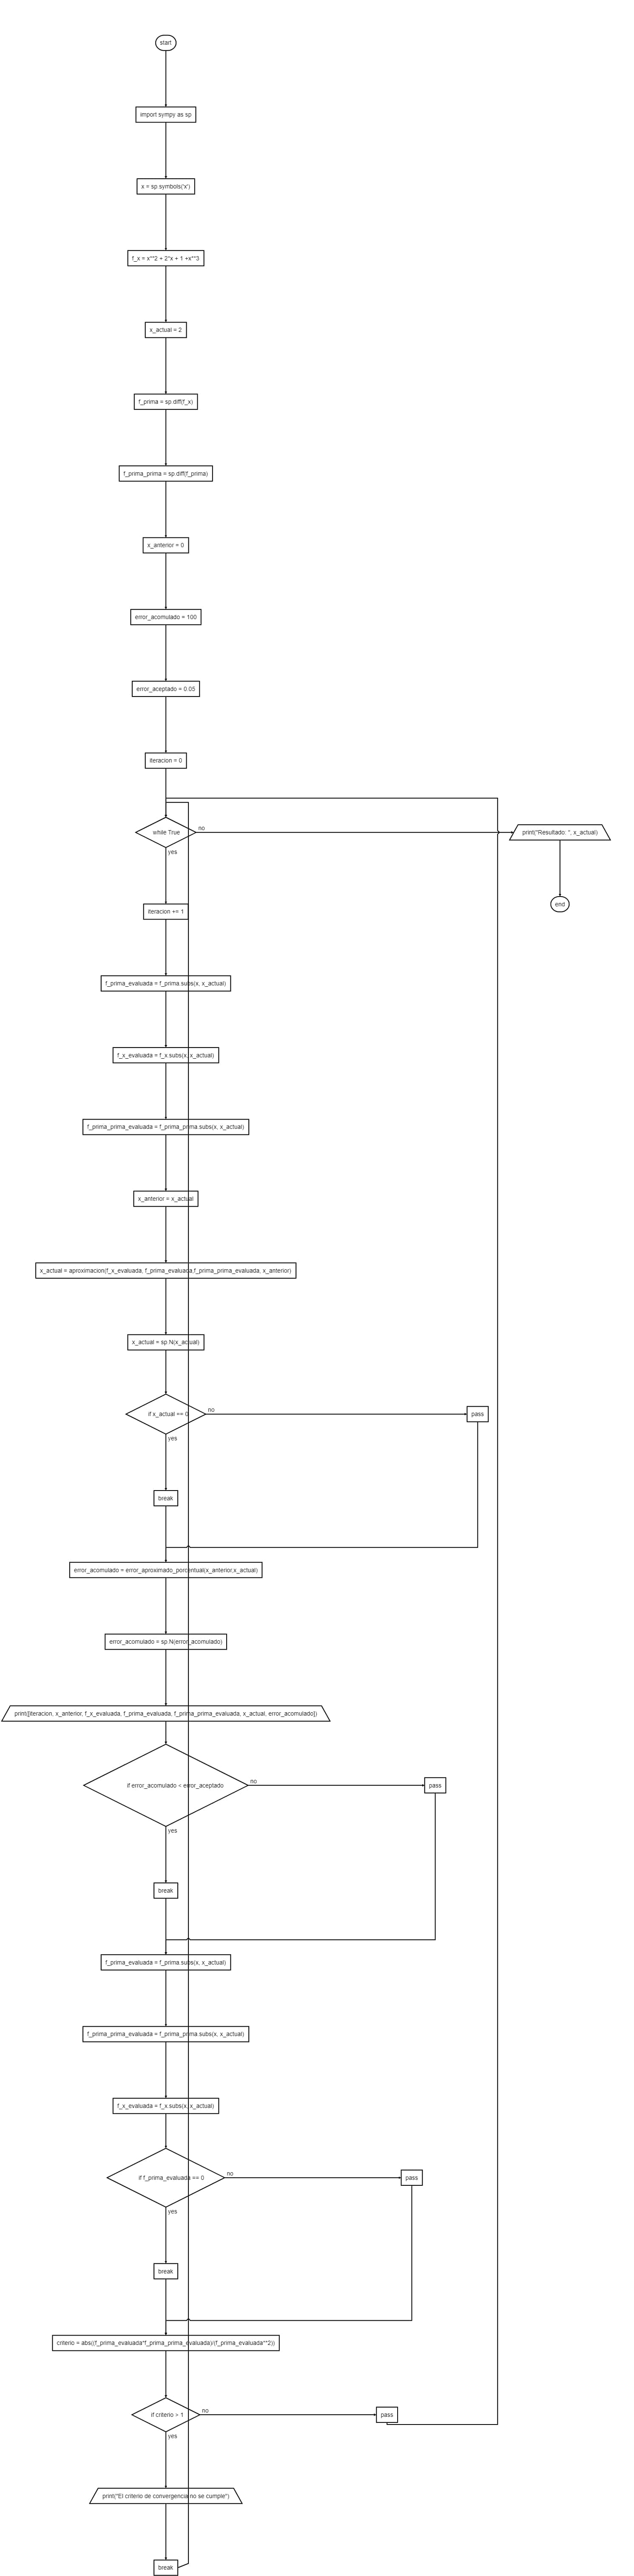 start
import sympy as sp
x = sp.symbols('x')
f_x = x**2 + 2*x + 1 +x**3
x_actual = 2
f_prima = sp.diff(f_x)
f_prima_prima = sp.diff(f_prima)
x_anterior = 0
error_acomulado = 100
error_aceptado = 0.05
iteracion = 0
while True
no
print("Resultado: ", x_actual)
yes
end
iteracion += 1
f_prima_evaluada = f_prima.subs(x, x_actual)
f_x_evaluada = f_x.subs(x, x_actual)
f_prima_prima_evaluada = f_prima_prima.subs(x, x_actual)
x_anterior = x_actual
x_actual = aproximacion(f_x_evaluada, f_prima_evaluada,f_prima_prima_evaluada, x_anterior)
x_actual = sp.N(x_actual)
if x_actual == 0
no
pass
yes
break
error_acomulado = error_aproximado_porcentual(x_anterior,x_actual)
error_acomulado = sp.N(error_acomulado)
print([iteracion, x_anterior, f_x_evaluada, f_prima_evaluada, f_prima_prima_evaluada, x_actual, error_acomulado])
if error_acomulado < error_aceptado
no
pass
yes
break
f_prima_evaluada = f_prima.subs(x, x_actual)
f_prima_prima_evaluada = f_prima_prima.subs(x, x_actual)
f_x_evaluada = f_x.subs(x, x_actual)
if f_prima_evaluada == 0
no
pass
yes
break
criterio = abs((f_prima_evaluada*f_prima_prima_evaluada)/(f_prima_evaluada**2))
if criterio > 1
no
pass
yes
print("El criterio de convergencia no se cumple")
break